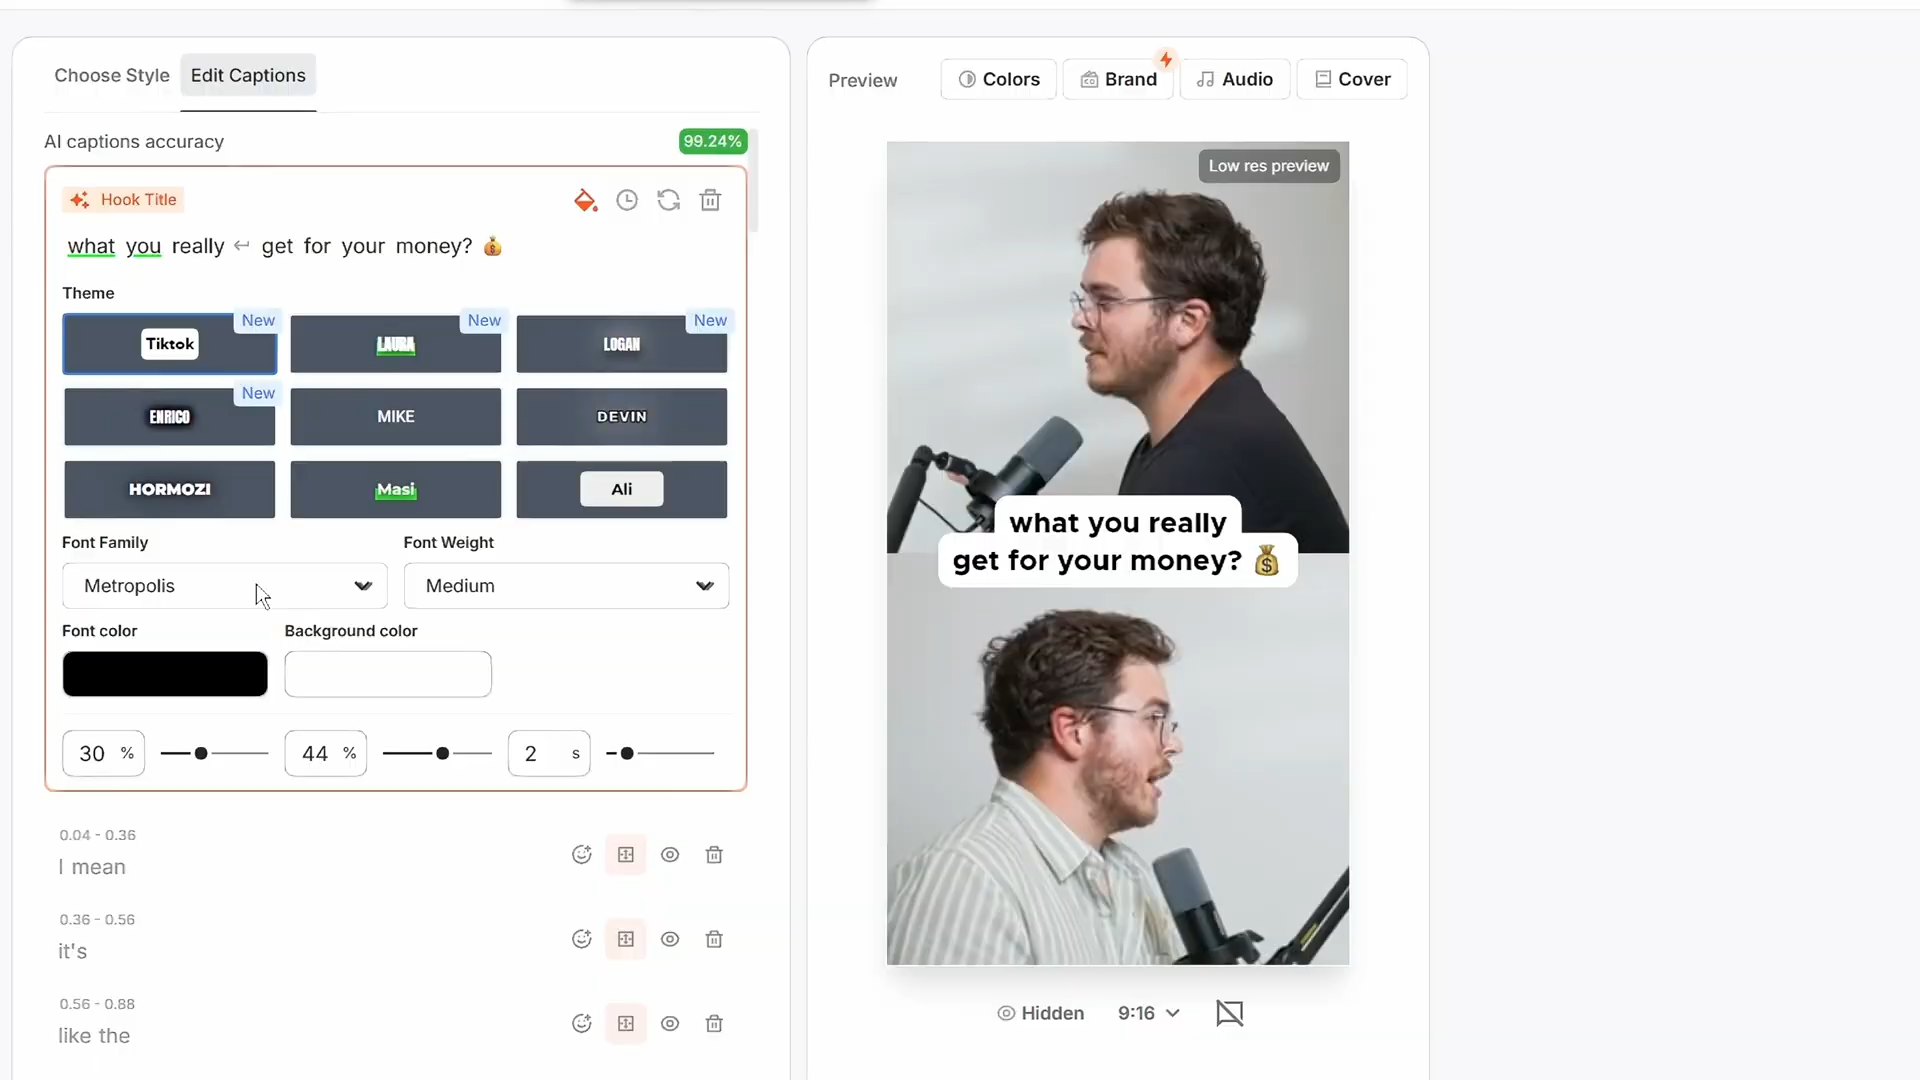 Choose Style
Edit Captions
AI captions accuracy
99.24%
Hook Title
what you really ↵ get for your money? 💰
Theme
Tiktok
New
LAURA
New
LOGAN
New
ENRICO
New
MIKE
DEVIN
HORMOZI
Masi
Ali
Font Family
Font Weight
Metropolis
Medium
Font color
Background color
30 %
44 %
2 s
0.04 - 0.36
I mean
0.36 - 0.56
it's
0.56 - 0.88
like the
Preview
Colors
Brand
Audio
Cover
Low res preview
what you really
get for your money? 💰
Hidden
9:16